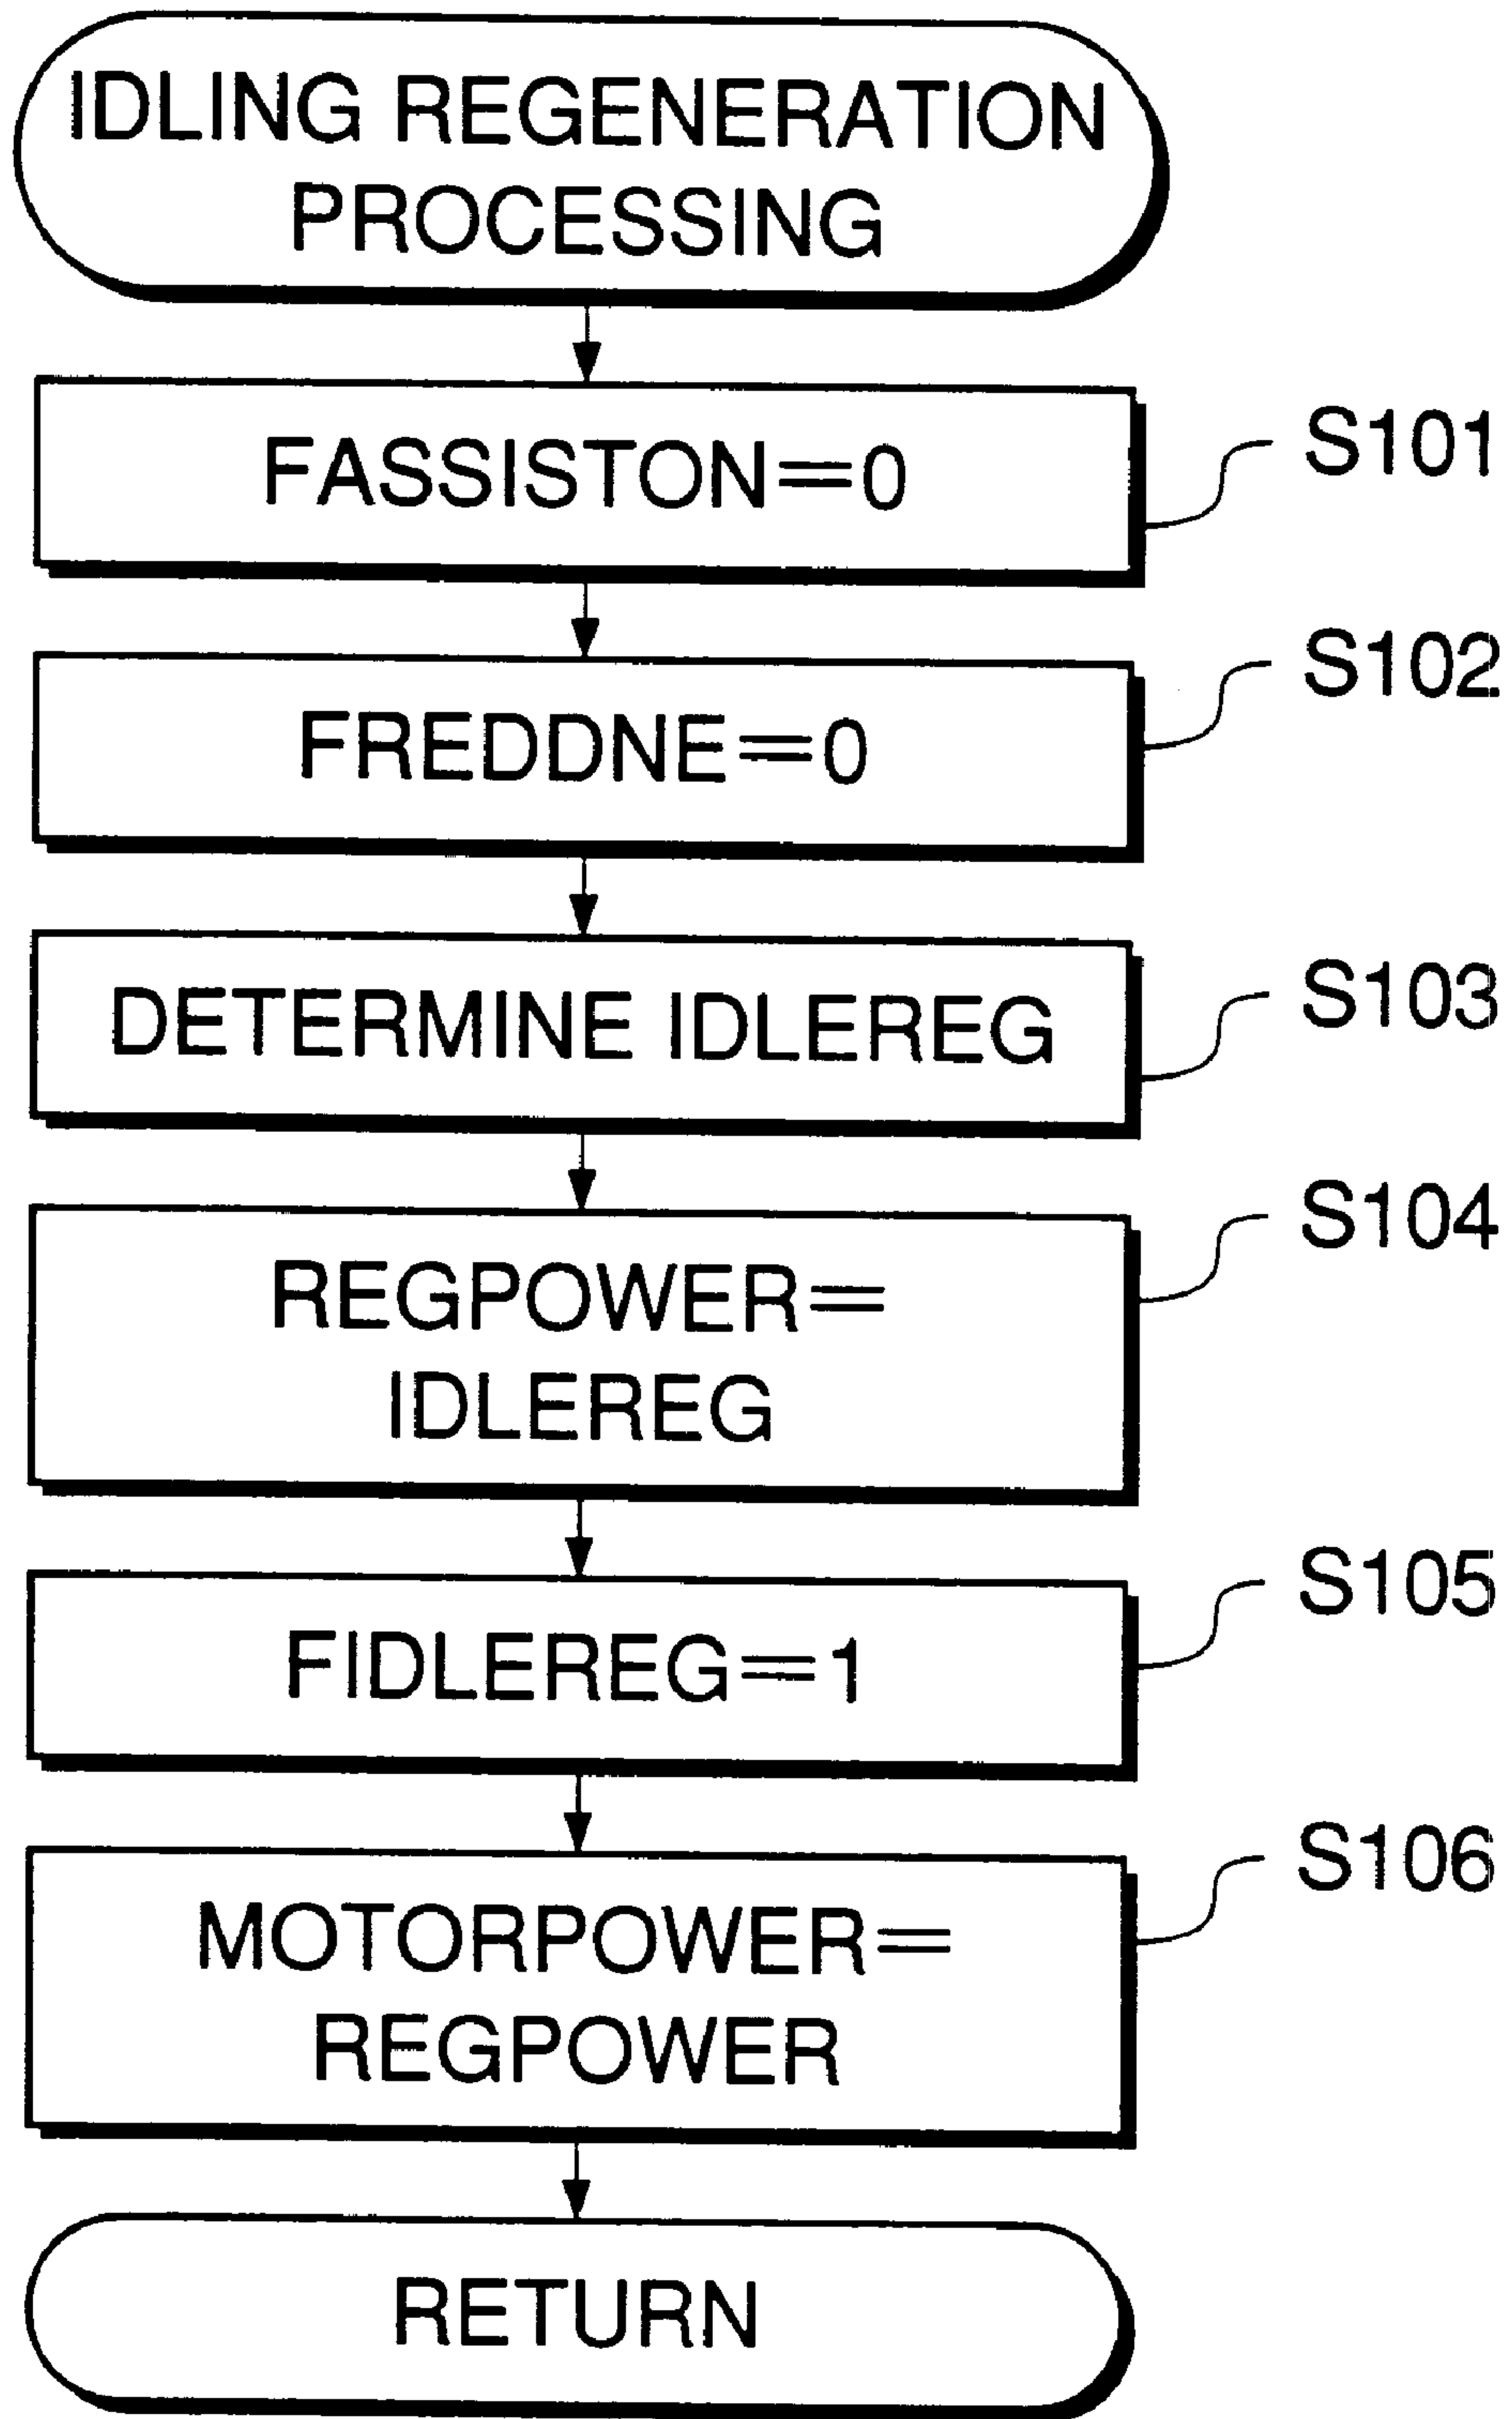 IDLING REGENERATION
PROCESSING
FASSISTON=0
S101
FREDDNE=0
S102
DETERMINE IDLEREG
S103
REGPOWER=
IDLEREG
S104
FIDLEREG=1
S105
MOTORPOWER=
REGPOWER
S106
RETURN